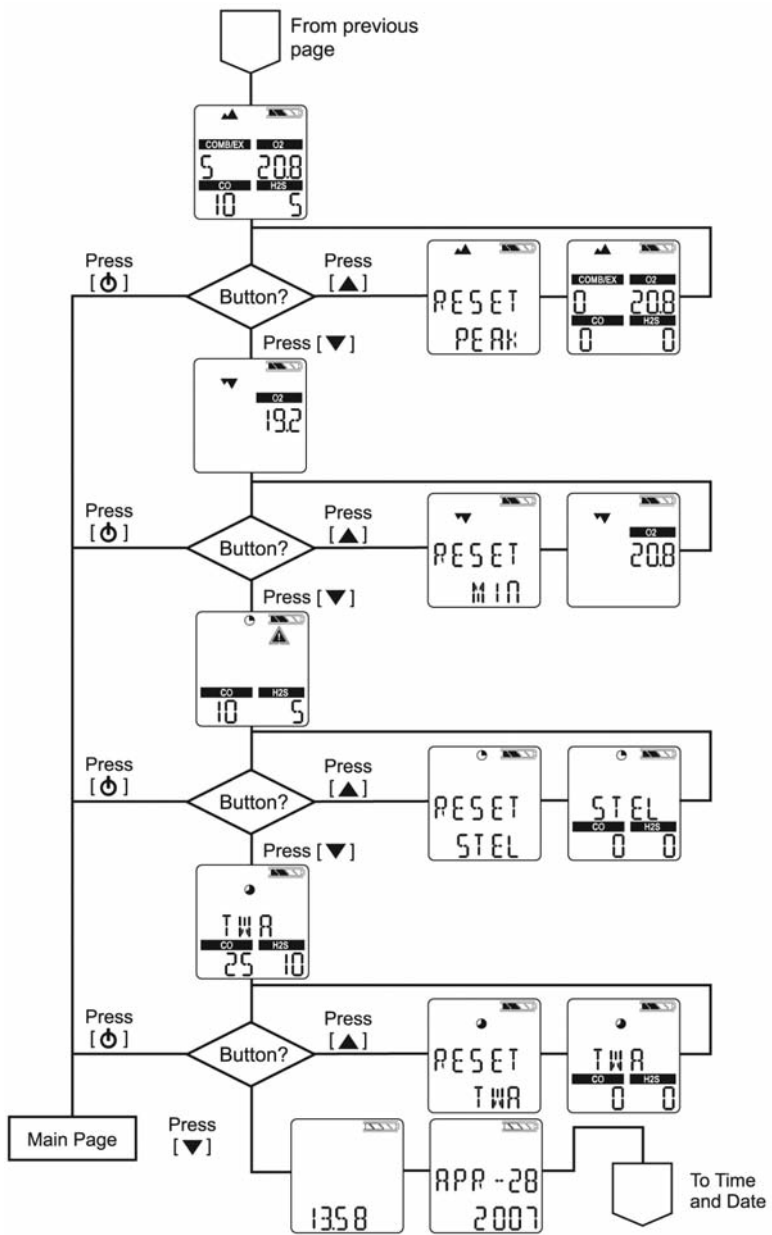 From previous
page
COMB/EX O2
5 20.8
CO H2S
10 5
Press
[ ]
Button?
Press
[▲]
RESET
PEAK
COMB/EX O2
0 20.8
CO H2S
0 0
Press [▼]
O2
19.2
Press
[ ]
Button?
Press
[▲]
RESET
MIN
O2
20.8
Press [▼]
CO H2S
10 5
Press
[ ]
Button?
Press
[▲]
RESET
STEL
STEL
CO H2S
0 0
Press [▼]
TWA
CO H2S
25 10
Press
[ ]
Button?
Press
[▲]
RESET
TWA
TWA
CO H2S
0 0
Main Page
Press
[▼]
13.58
APR -28
2007
To Time
and Date